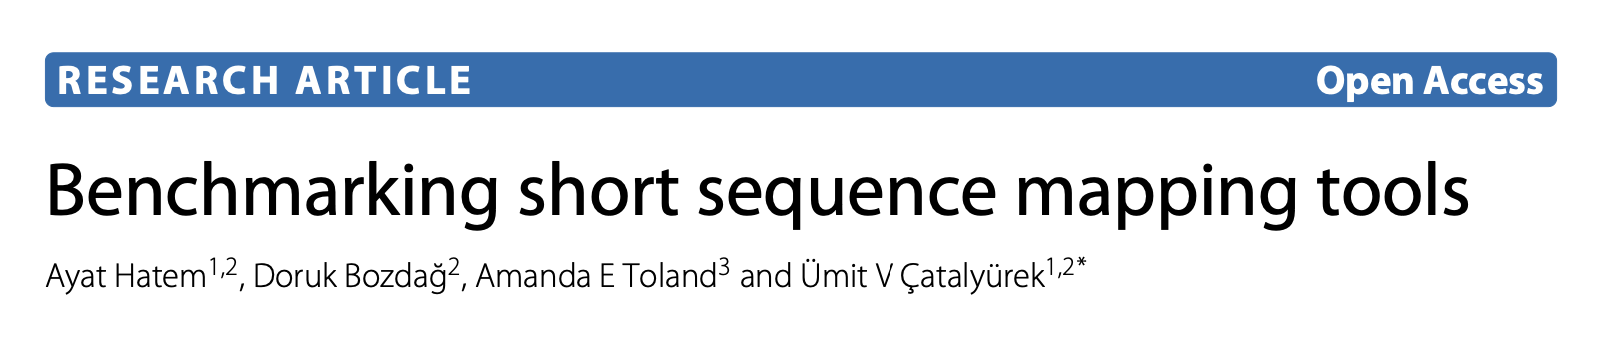 RESEARCH ARTICLE Open Access
Benchmarking short sequence mapping tools
Ayat Hatem1,2, Doruk Bozdağ2, Amanda E Toland3 and Ümit V Çatalyürek1,2*